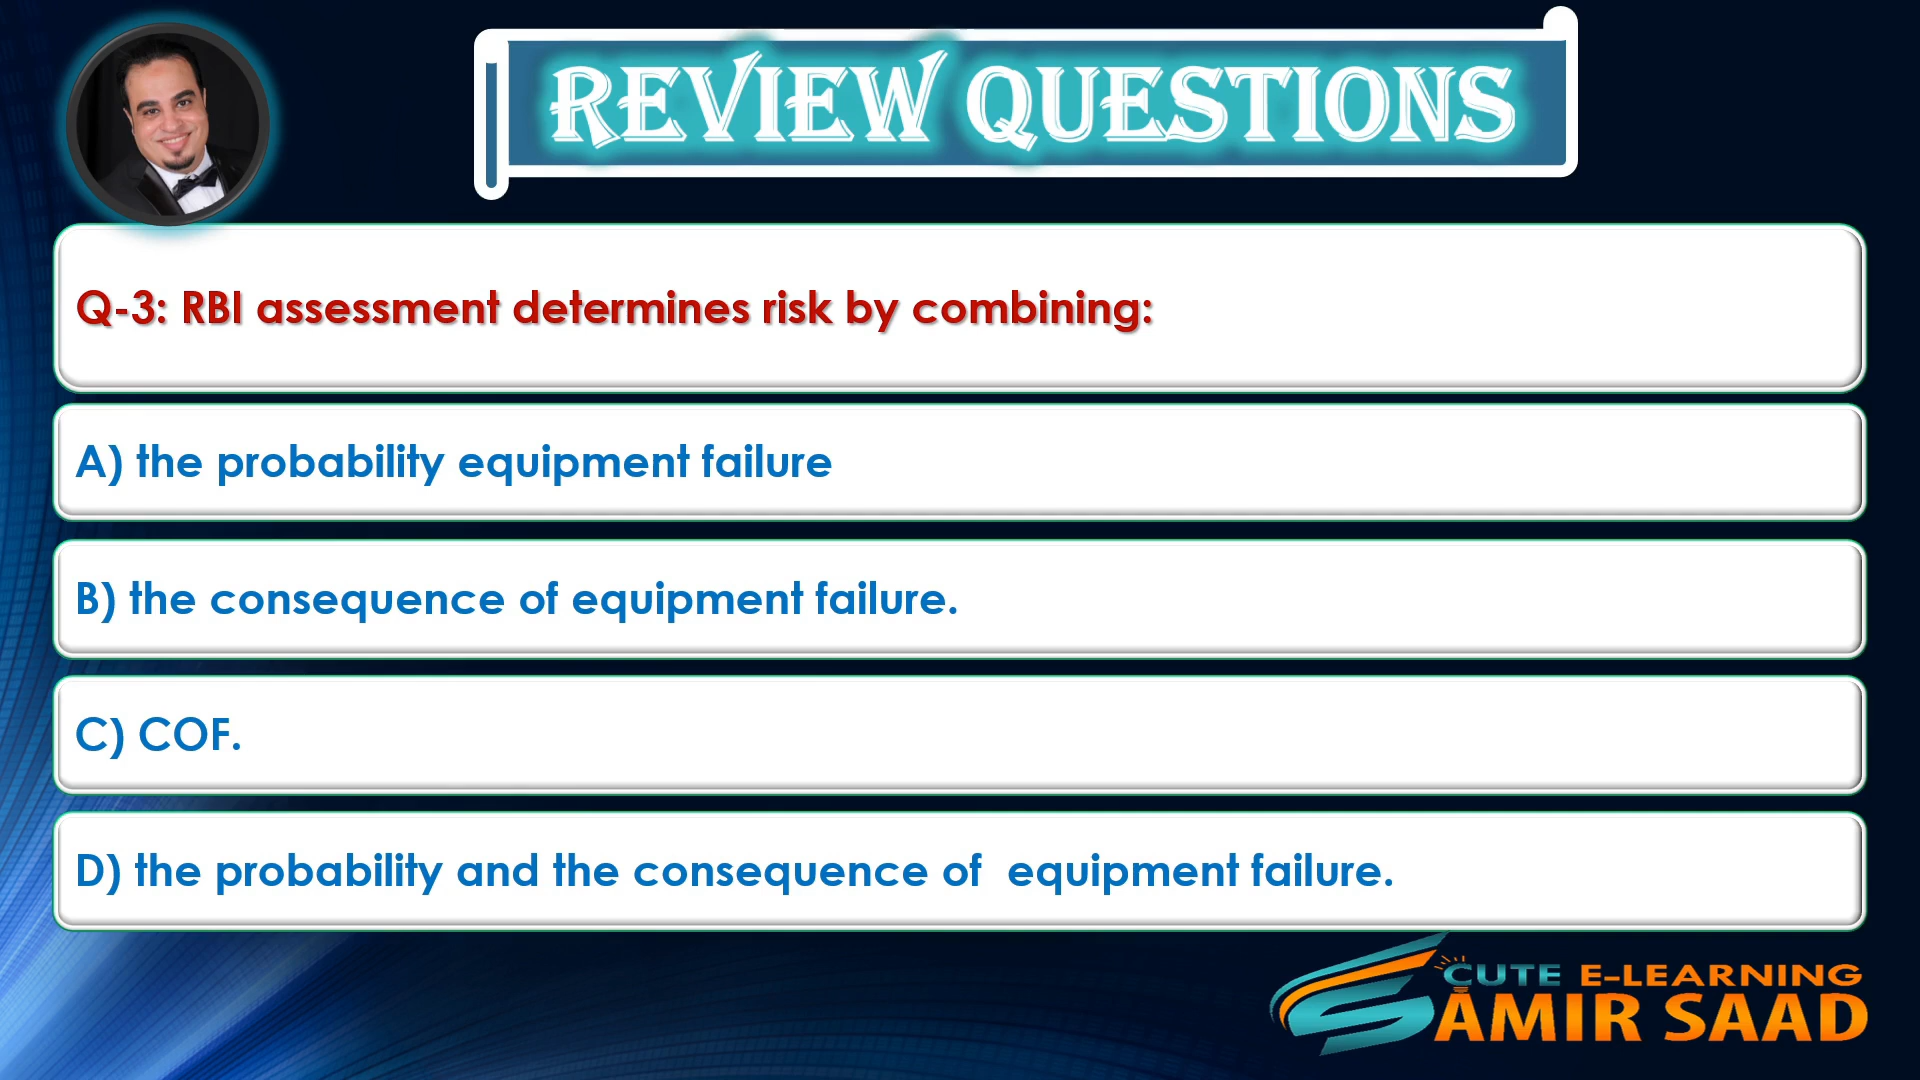 REVIEW QUESTIONS
Q-3: RBI assessment determines risk by combining:
A) the probability equipment failure
B) the consequence of equipment failure.
C) COF.
D) the probability and the consequence of  equipment failure.
CUTE E-LEARNING
AMIR SAAD